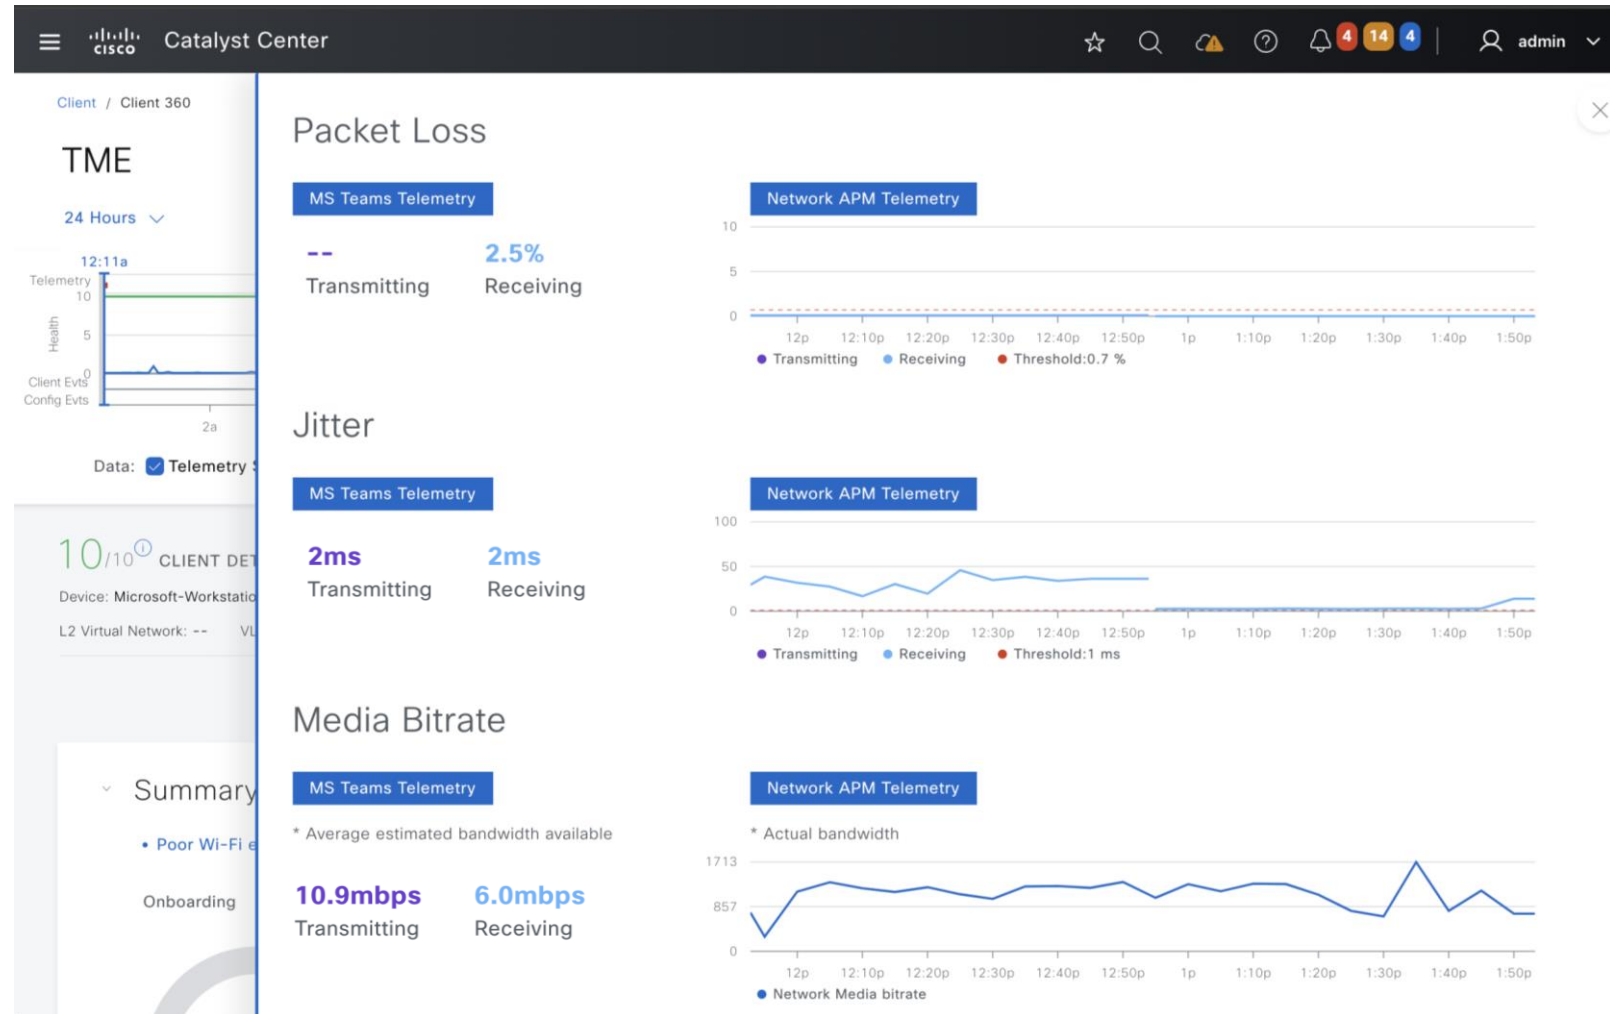 cisco Catalyst Center 4 14 4 admin
Client / Client 360
TME
24 Hours
12:11a
Telemetry
10
5
0
Health
Client Evts
Config Evts
2a
Data: Telemetry
10/10 CLIENT DET
Device: Microsoft-Workstatio
L2 Virtual Network: -- VL
Summary
• Poor Wi-Fi e
Onboarding
Packet Loss
MS Teams Telemetry
-- 2.5%
Transmitting Receiving
Network APM Telemetry
10
5
0
12p 12:10p 12:20p 12:30p 12:40p 12:50p 1p 1:10p 1:20p 1:30p 1:40p 1:50p
Transmitting Receiving Threshold:0.7 %
Jitter
MS Teams Telemetry
2ms 2ms
Transmitting Receiving
Network APM Telemetry
100
50
0
12p 12:10p 12:20p 12:30p 12:40p 12:50p 1p 1:10p 1:20p 1:30p 1:40p 1:50p
Transmitting Receiving Threshold:1 ms
Media Bitrate
MS Teams Telemetry
* Average estimated bandwidth available
10.9mbps 6.0mbps
Transmitting Receiving
Network APM Telemetry
* Actual bandwidth
1713
857
0
12p 12:10p 12:20p 12:30p 12:40p 12:50p 1p 1:10p 1:20p 1:30p 1:40p 1:50p
Network Media bitrate